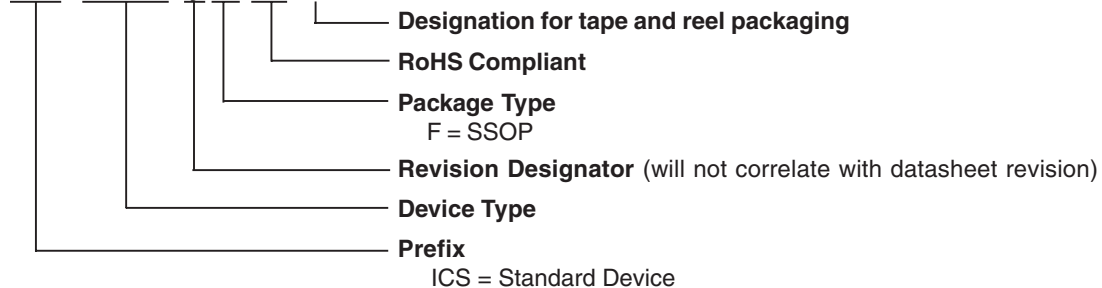 Designation for tape and reel packaging
RoHS Compliant
Package Type
F = SSOP
Revision Designator (will not correlate with datasheet revision)
Device Type
Prefix
ICS = Standard Device